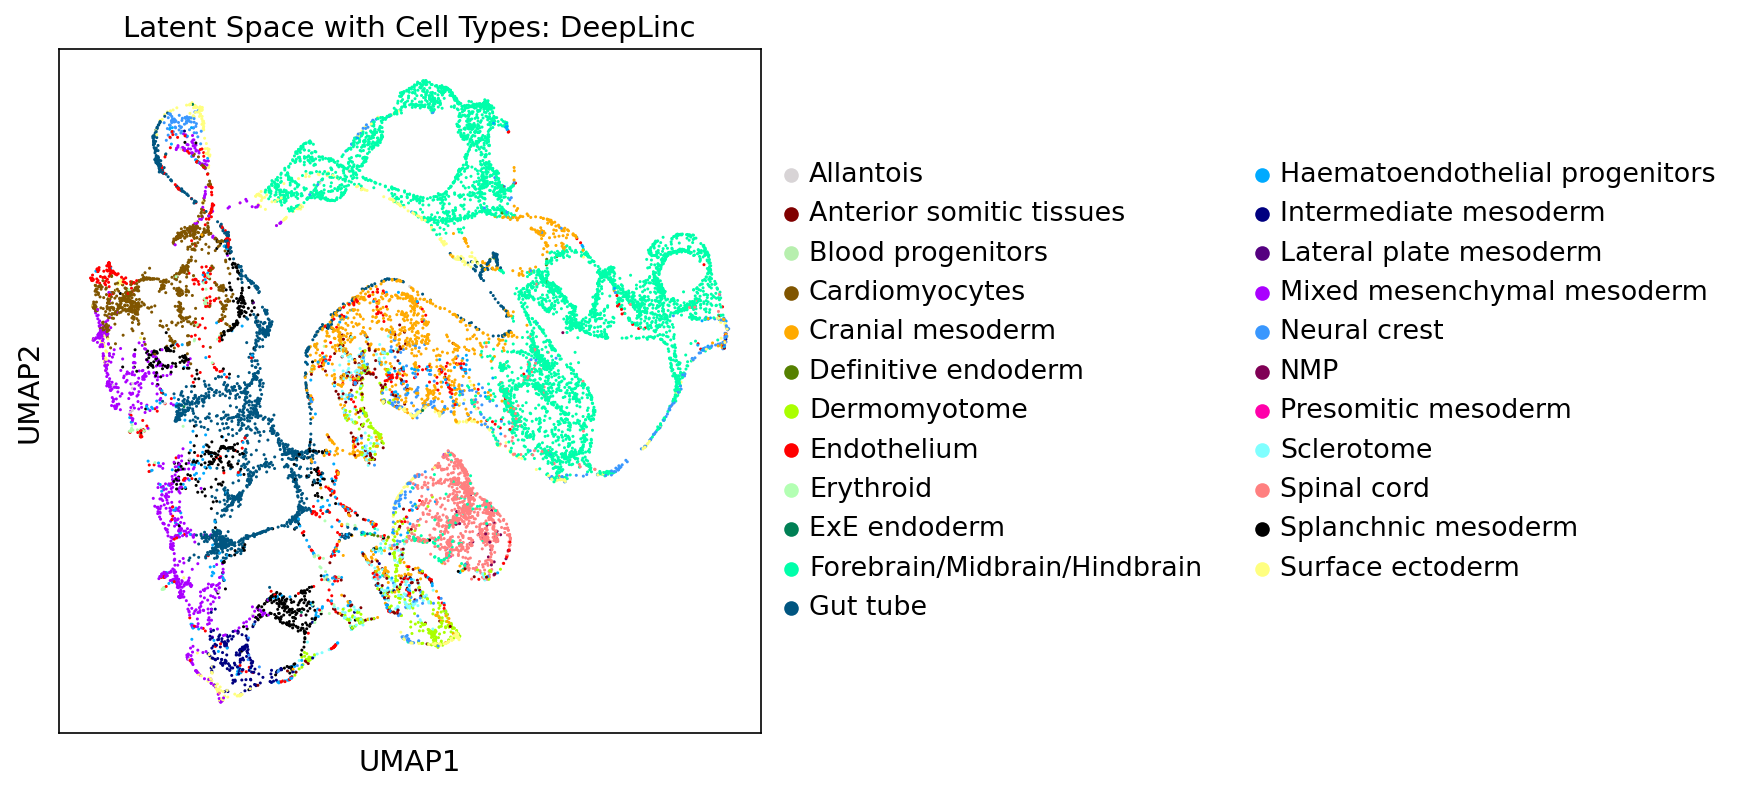 Latent Space with Cell Types: DeepLinc
UMAP2
UMAP1
Allantois
Anterior somitic tissues
Blood progenitors
Cardiomyocytes
Cranial mesoderm
Definitive endoderm
Dermomyotome
Endothelium
Erythroid
ExE endoderm
Forebrain/Midbrain/Hindbrain
Gut tube
Haematoendothelial progenitors
Intermediate mesoderm
Lateral plate mesoderm
Mixed mesenchymal mesoderm
Neural crest
NMP
Presomitic mesoderm
Sclerotome
Spinal cord
Splanchnic mesoderm
Surface ectoderm